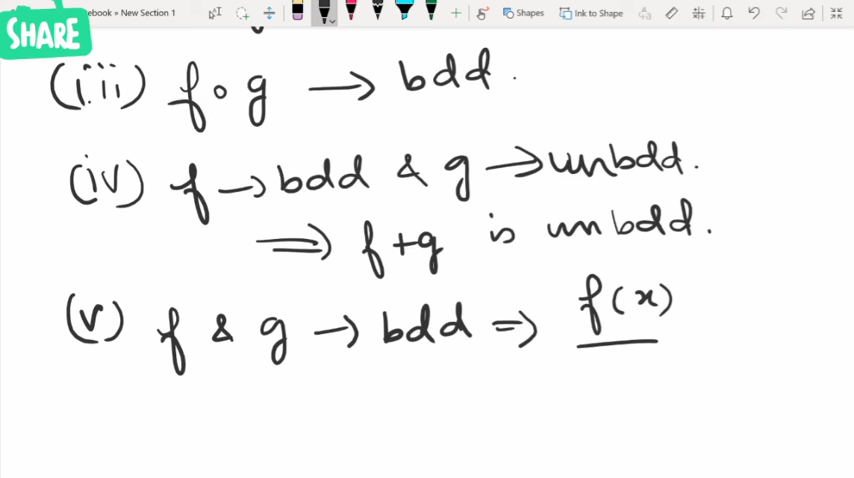 SHARE
ebook » New Section 1
Shapes
Ink to Shape
(iii) f∘g → bdd.
(iv) f → bdd & g → unbdd.
⇒ f+g is unbdd.
(v) f & g → bdd ⇒ f(x)